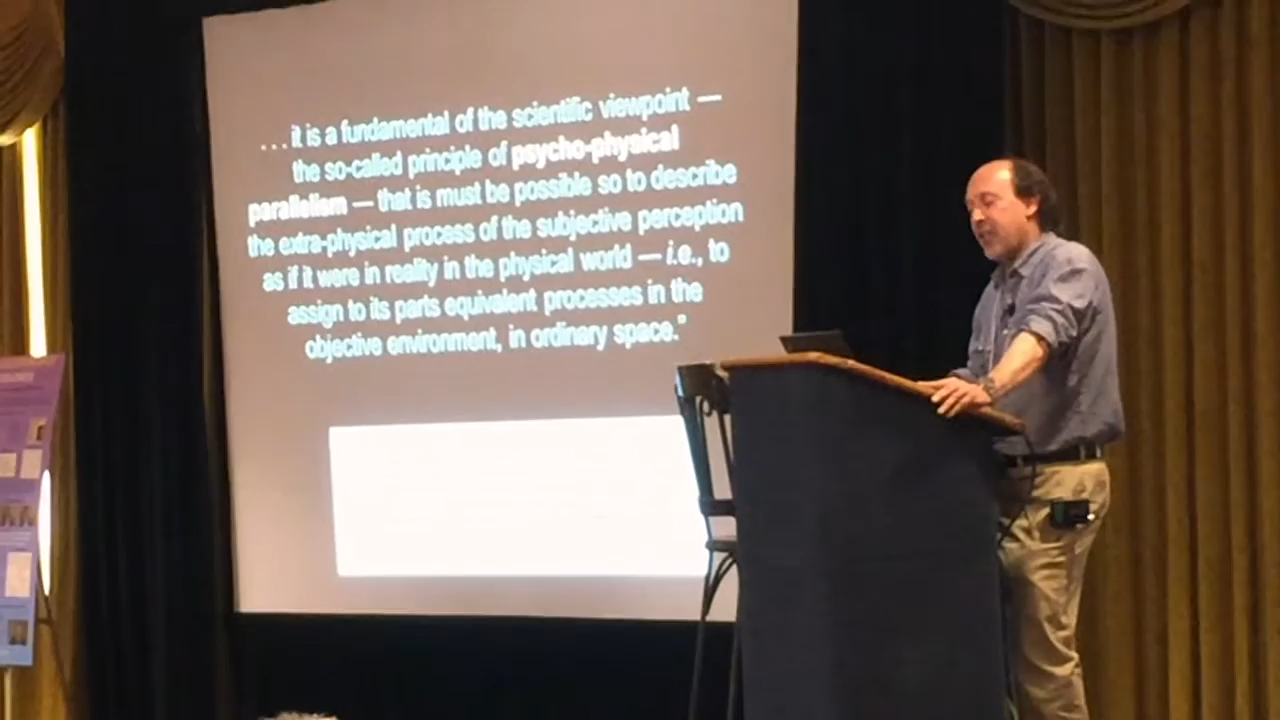 ...it is a fundamental of the scientific viewpoint —
the so-called principle of psycho-physical
parallelism — that is must be possible so to describe
the extra-physical process of the subjective perception
as if it were in reality in the physical world — i.e., to
assign to its parts equivalent processes in the
objective environment, in ordinary space."